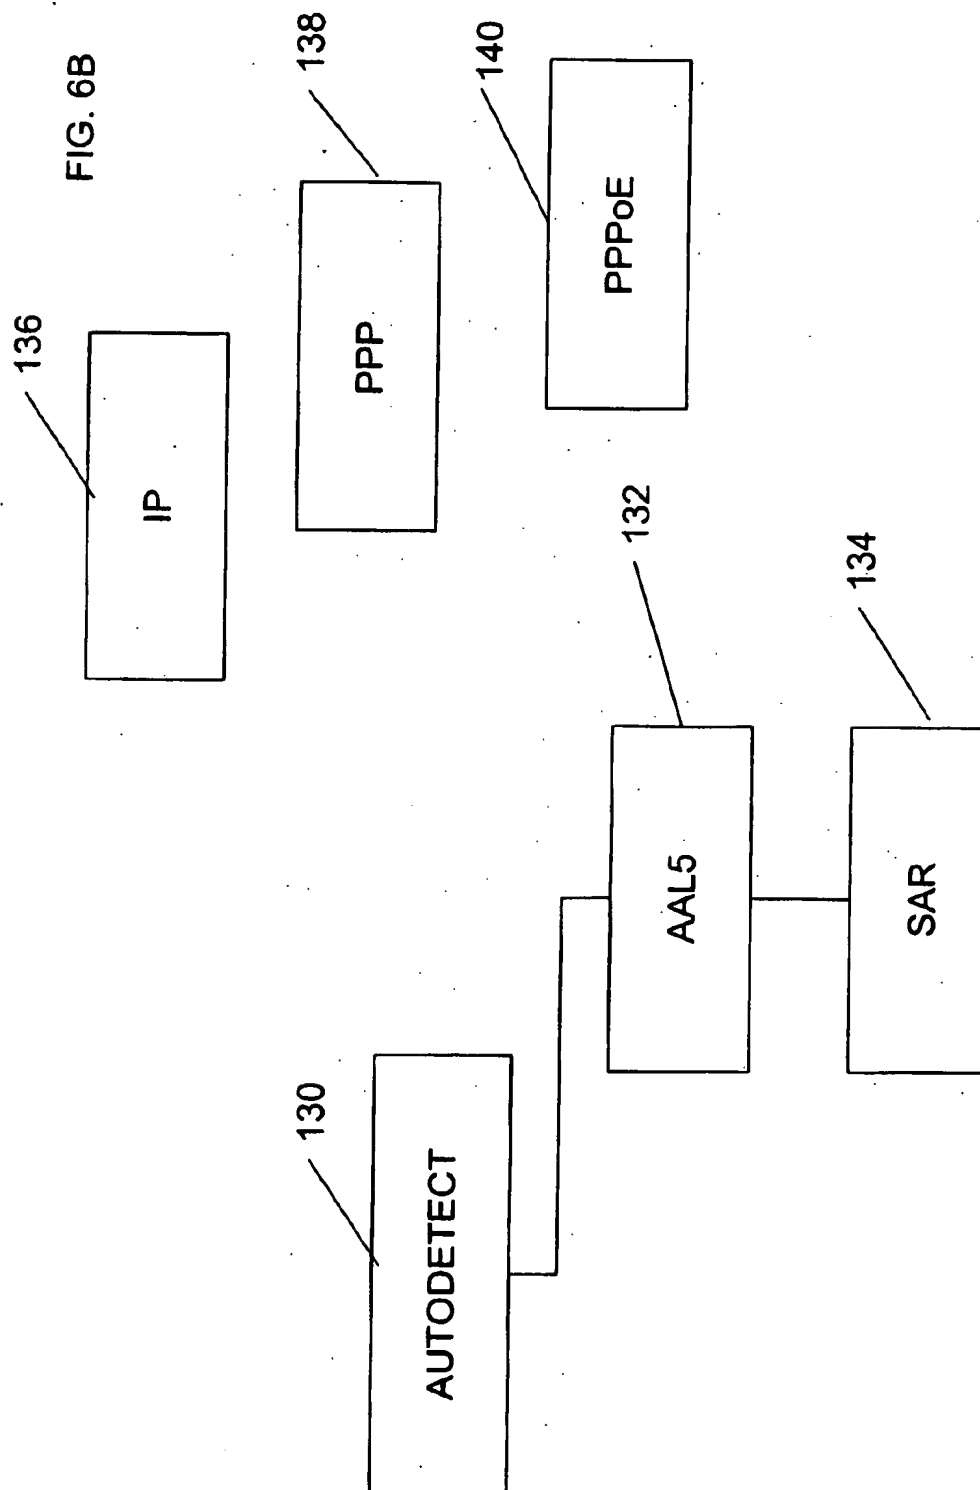 FIG. 6B
136
IP
138
PPP
140
PPPoE
130
AUTODETECT
132
AAL5
134
SAR